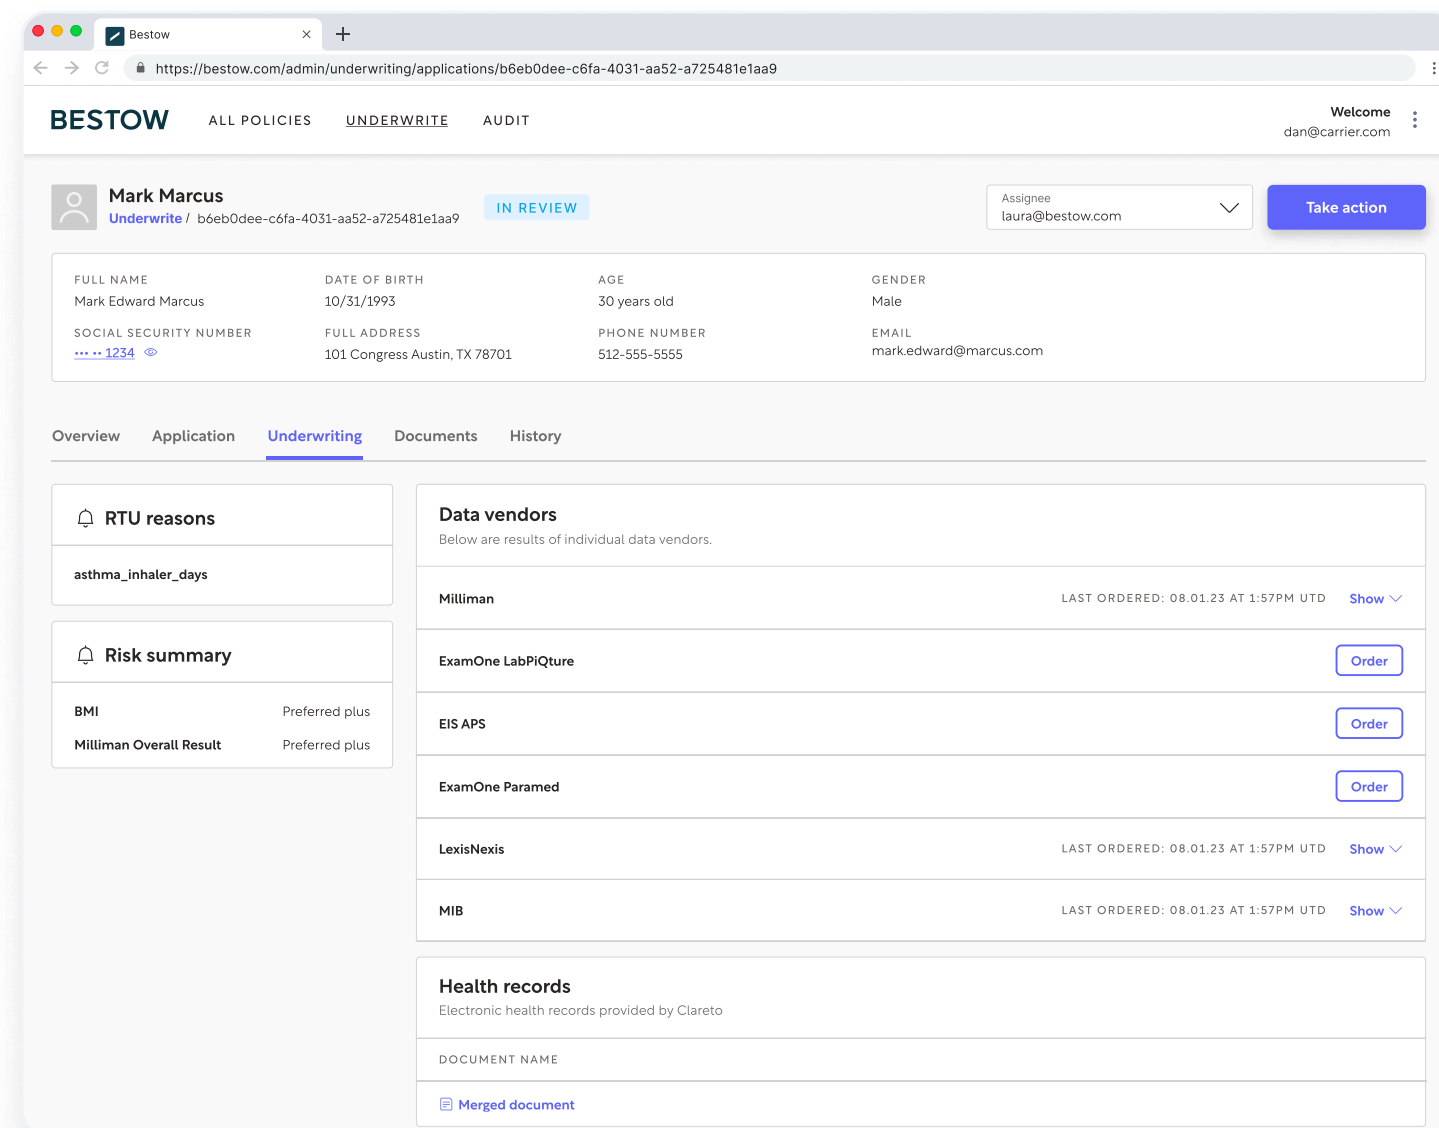 Bestow
https://bestow.com/admin/underwriting/applications/b6eb0dee-c6fa-4031-aa52-a725481e1aa9
BESTOW ALL POLICIES UNDERWRITE AUDIT
Welcome
dan@carrier.com
Mark Marcus
Underwrite / b6eb0dee-c6fa-4031-aa52-a725481e1aa9
IN REVIEW
Assignee
laura@bestow.com
Take action
FULL NAME DATE OF BIRTH AGE GENDER
Mark Edward Marcus 10/31/1993 30 years old Male
SOCIAL SECURITY NUMBER FULL ADDRESS PHONE NUMBER EMAIL
••• •• 1234 101 Congress Austin, TX 78701 512-555-5555 mark.edward@marcus.com
Overview Application Underwriting Documents History
RTU reasons
asthma_inhaler_days
Risk summary
BMI Preferred plus
Milliman Overall Result Preferred plus
Data vendors
Below are results of individual data vendors.
Milliman LAST ORDERED: 08.01.23 AT 1:57PM UTD Show
ExamOne LabPiQture Order
EIS APS Order
ExamOne Paramed Order
LexisNexis LAST ORDERED: 08.01.23 AT 1:57PM UTD Show
MIB LAST ORDERED: 08.01.23 AT 1:57PM UTD Show
Health records
Electronic health records provided by Clareto
DOCUMENT NAME
Merged document